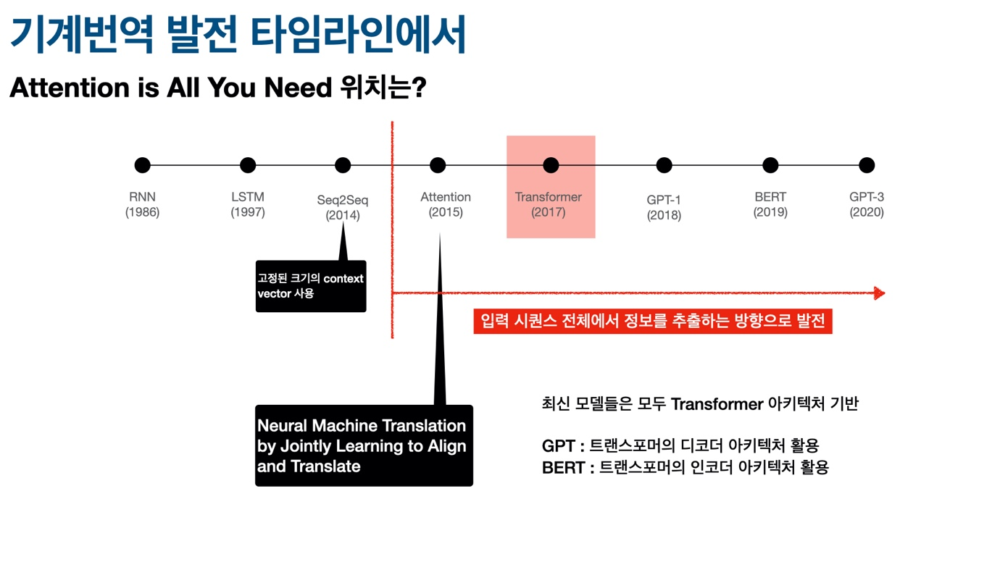 기계번역 발전 타임라인에서
Attention is All You Need 위치는?
RNN
(1986)
LSTM
(1997)
Seq2Seq
(2014)
Attention
(2015)
Transformer
(2017)
GPT-1
(2018)
BERT
(2019)
GPT-3
(2020)
고정된 크기의 context
vector 사용
입력 시퀀스 전체에서 정보를 추출하는 방향으로 발전
Neural Machine Translation
by Jointly Learning to Align
and Translate
최신 모델들은 모두 Transformer 아키텍처 기반
GPT : 트랜스포머의 디코더 아키텍처 활용
BERT : 트랜스포머의 인코더 아키텍처 활용